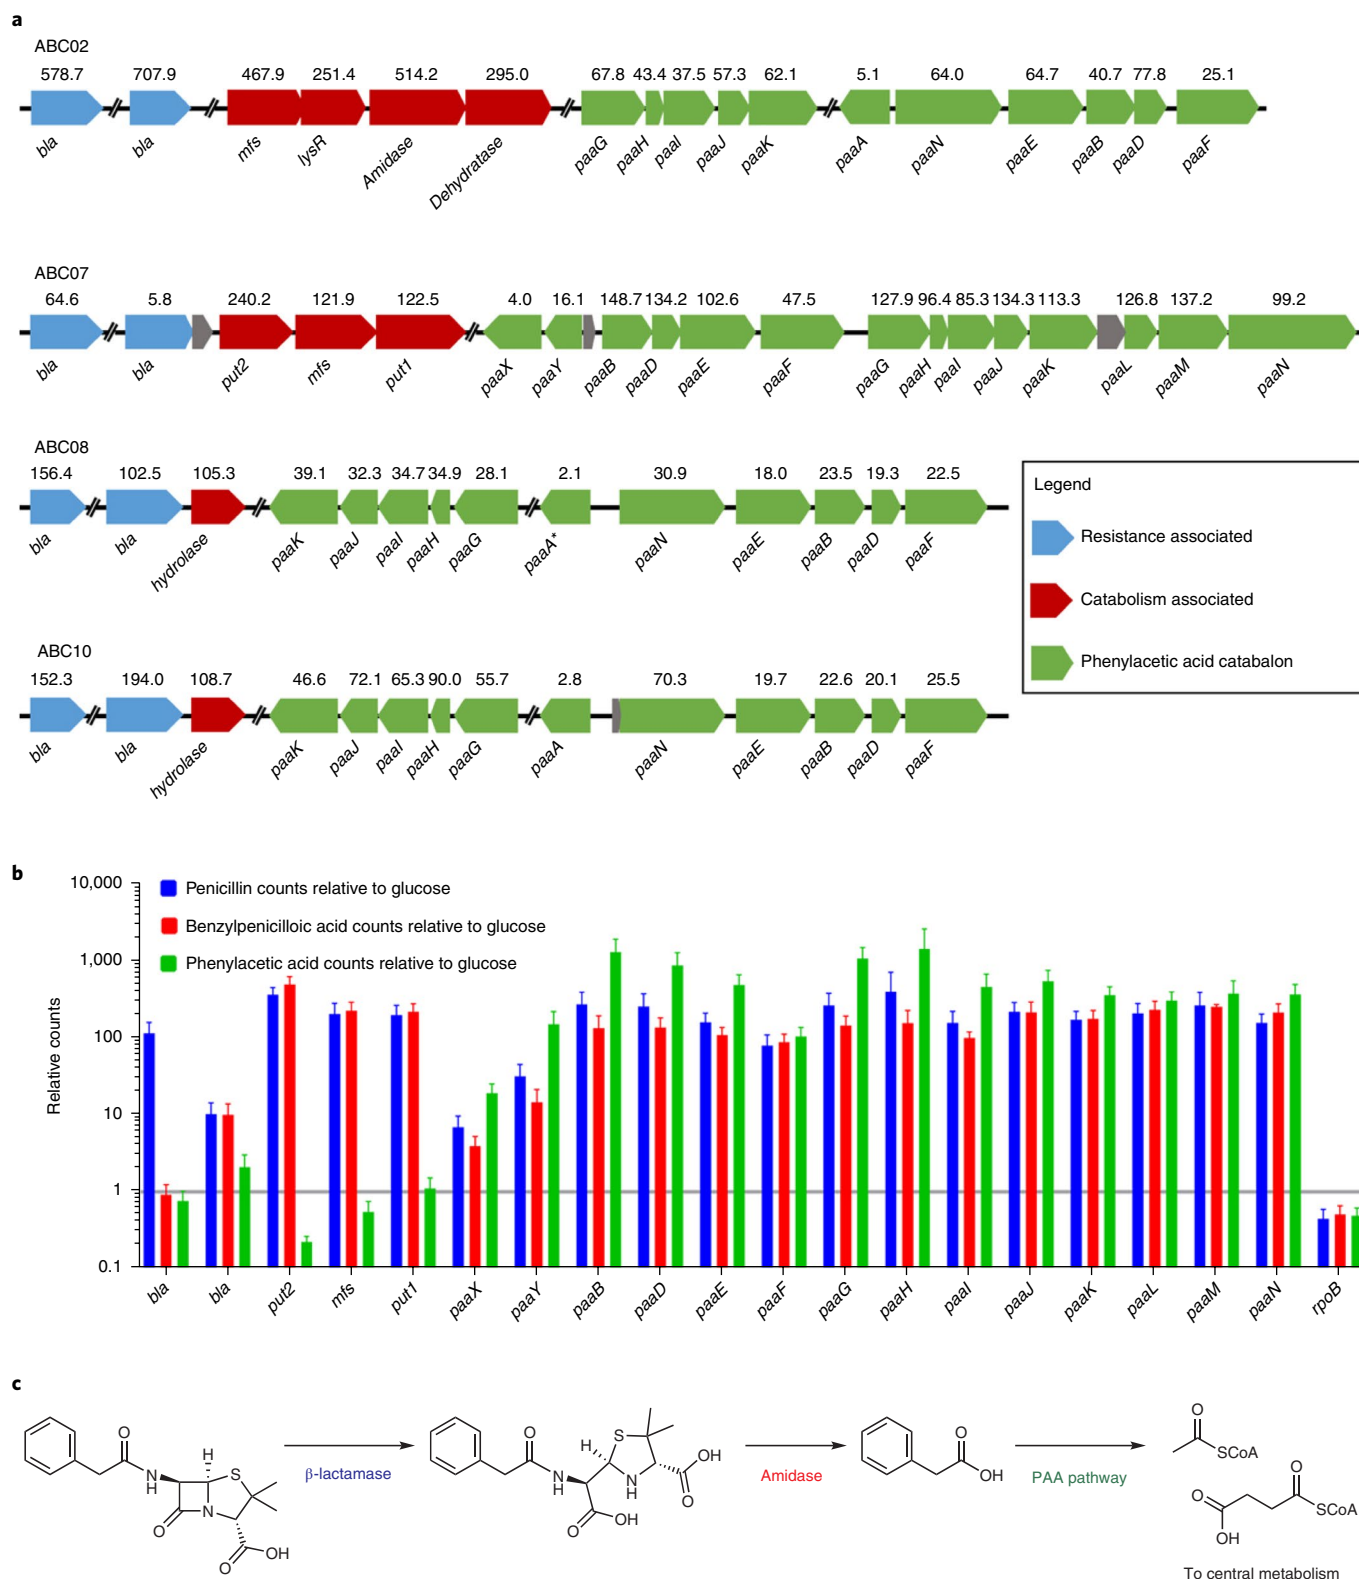 a
ABC02
578.7 707.9 467.9 251.4 514.2 295.0 67.8 43.4 37.5 57.3 62.1 5.1 64.0 64.7 40.7 77.8 25.1
bla bla mfs lysR Amidase Dehydratase paaG paaH paaI paaJ paaK paaA paaN paaE paaB paaD paaF
ABC07
64.6 5.8 240.2 121.9 122.5 4.0 16.1 148.7 134.2 102.6 47.5 127.9 96.4 85.3 134.3 113.3 126.8 137.2 99.2
bla bla put2 mfs put1 paaX paaY paaB paaD paaE paaF paaG paaH paaI paaJ paaK paaL paaM paaN
ABC08
156.4 102.5 105.3 39.1 32.3 34.7 34.9 28.1 2.1 30.9 18.0 23.5 19.3 22.5
bla bla hydrolase paaK paaJ paaI paaH paaG paaA* paaN paaE paaB paaD paaF
Legend
Resistance associated
Catabolism associated
Phenylacetic acid catabalon
ABC10
152.3 194.0 108.7 46.6 72.1 65.3 90.0 55.7 2.8 70.3 19.7 22.6 20.1 25.5
bla bla hydrolase paaK paaJ paaI paaH paaG paaA paaN paaE paaB paaD paaF
b
Relative counts
10,000
1,000
100
10
1
0.1
Penicillin counts relative to glucose
Benzylpenicilloic acid counts relative to glucose
Phenylacetic acid counts relative to glucose
bla bla put2 mfs put1 paaX paaY paaB paaD paaE paaF paaG paaH paaI paaJ paaK paaL paaM paaN rpoB
c
O
N
H
H
S
N
O
O
OH
β-lactamase
O
N
H
H
S
N
H
O
OH
O
OH
Amidase
O
OH
PAA pathway
O
SCoA
O
OH
O
SCoA
To central metabolism